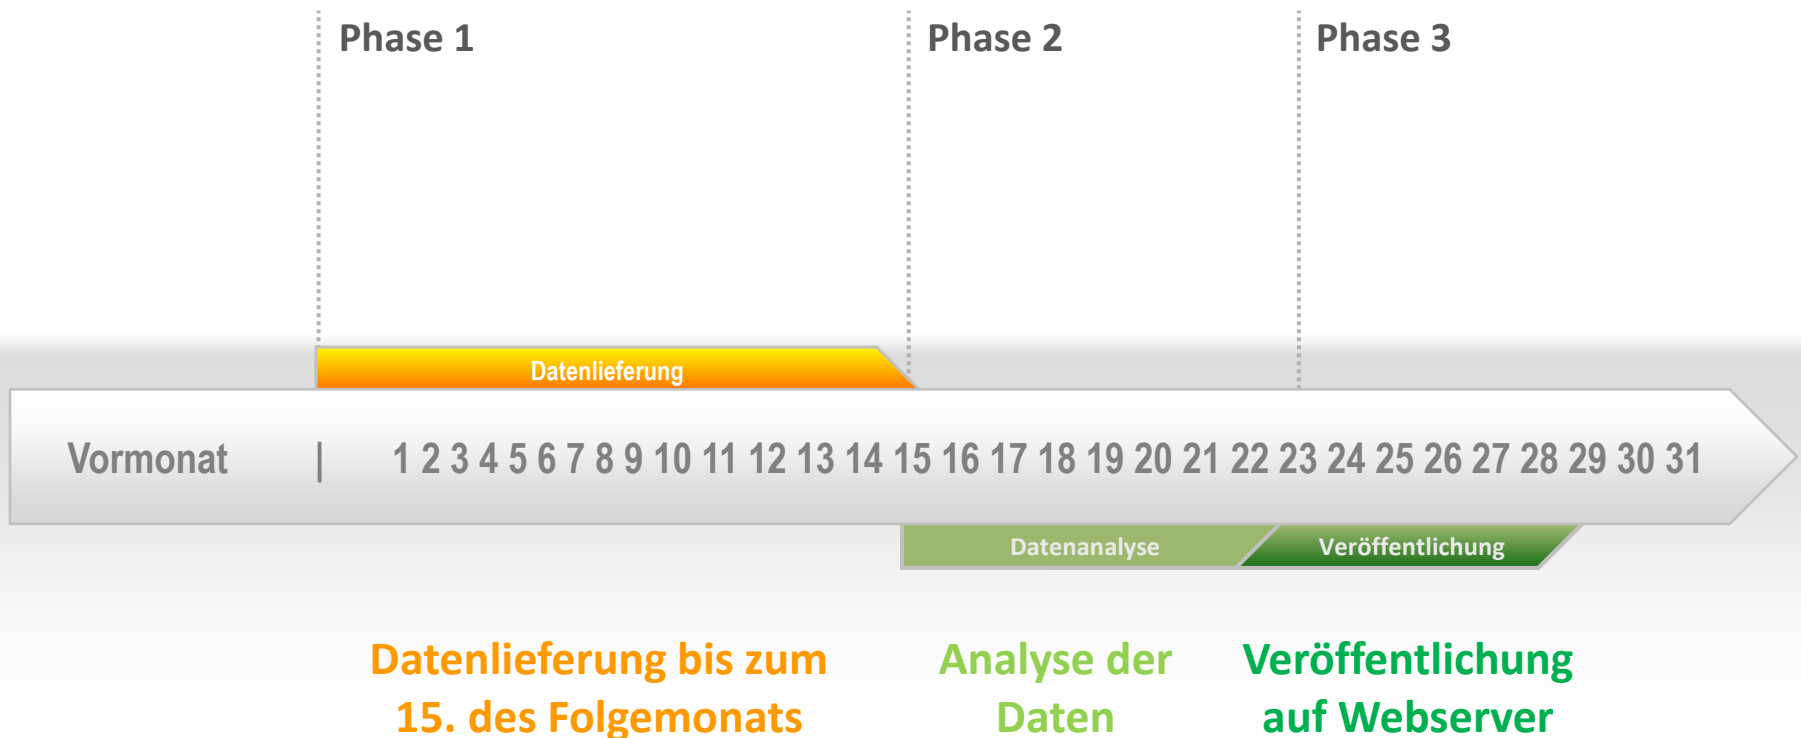 Phase 1
Phase 2
Phase 3
Datenlieferung
Vormonat | 1 2 3 4 5 6 7 8 9 10 11 12 13 14 15 16 17 18 19 20 21 22 23 24 25 26 27 28 29 30 31
Datenanalyse
Veröffentlichung
Datenlieferung bis zum
15. des Folgemonats
Analyse der
Daten
Veröffentlichung
auf Webserver